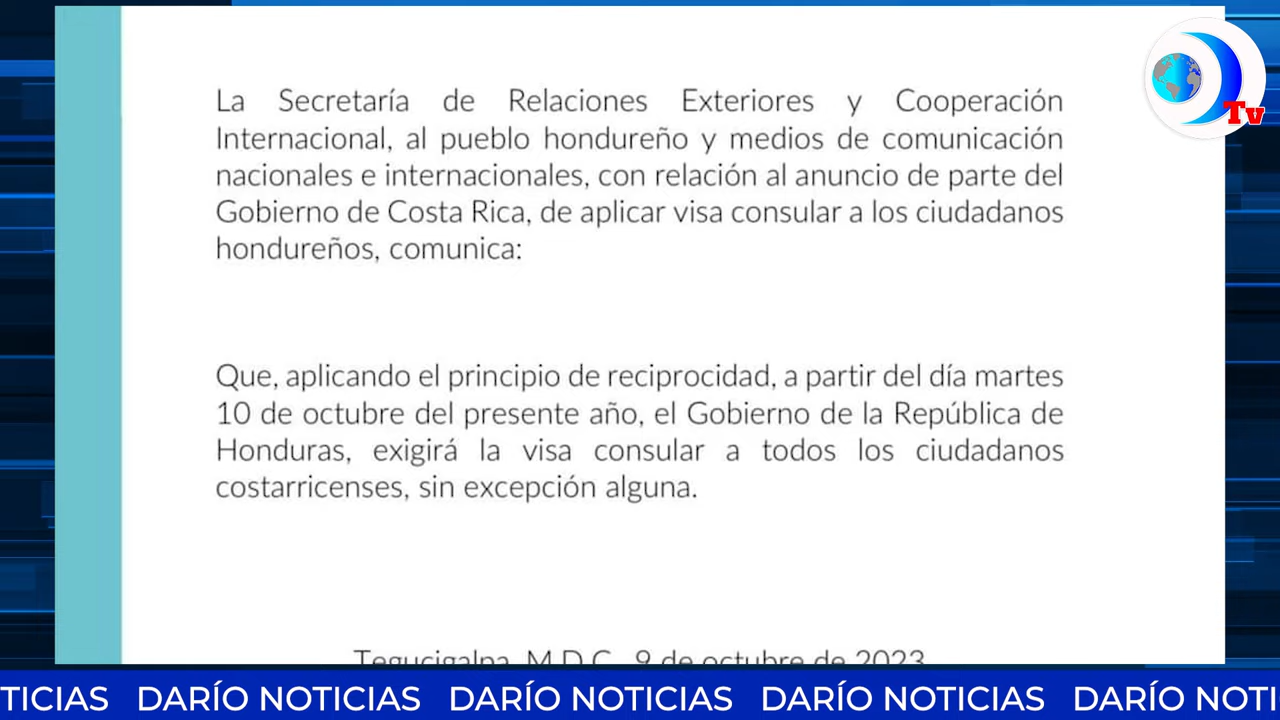 Tv
La Secretaría de Relaciones Exteriores y Cooperación
Internacional, al pueblo hondureño y medios de comunicación
nacionales e internacionales, con relación al anuncio de parte del
Gobierno de Costa Rica, de aplicar visa consular a los ciudadanos
hondureños, comunica:
Que, aplicando el principio de reciprocidad, a partir del día martes
10 de octubre del presente año, el Gobierno de la República de
Honduras, exigirá la visa consular a todos los ciudadanos
costarricenses, sin excepción alguna.
Tegucigalpa, M.D.C., 9 de octubre de 2023
TICIAS DARÍO NOTICIAS DARÍO NOTICIAS DARÍO NOTICIAS DARÍO NOTI